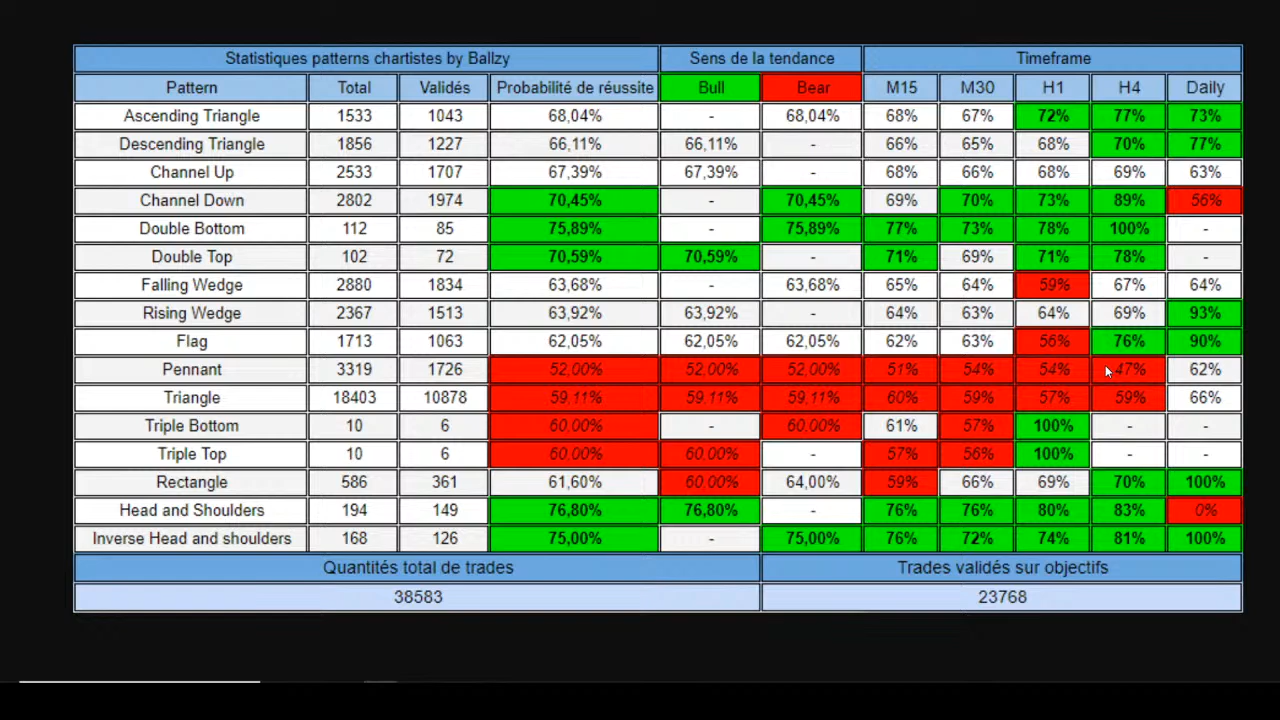 Statistiques patterns chartistes by Ballzy Sens de la tendance Timeframe
Pattern Total Validés Probabilité de réussite Bull Bear M15 M30 H1 H4 Daily
Ascending Triangle 1533 1043 68,04% - 68,04% 68% 67% 72% 77% 73%
Descending Triangle 1856 1227 66,11% 66,11% - 66% 65% 68% 70% 77%
Channel Up 2533 1707 67,39% 67,39% - 68% 66% 68% 69% 63%
Channel Down 2802 1974 70,45% - 70,45% 69% 70% 73% 89% 56%
Double Bottom 112 85 75,89% - 75,89% 77% 73% 78% 100% -
Double Top 102 72 70,59% 70,59% - 71% 69% 71% 78% -
Falling Wedge 2880 1834 63,68% - 63,68% 65% 64% 59% 67% 64%
Rising Wedge 2367 1513 63,92% 63,92% - 64% 63% 64% 69% 93%
Flag 1713 1063 62,05% 62,05% 62,05% 62% 63% 56% 76% 90%
Pennant 3319 1726 52,00% 52,00% 52,00% 51% 54% 54% 47% 62%
Triangle 18403 10878 59,11% 59,11% 59,11% 60% 59% 57% 59% 66%
Triple Bottom 10 6 60,00% - 60,00% 61% 57% 100% - -
Triple Top 10 6 60,00% 60,00% - 57% 56% 100% - -
Rectangle 586 361 61,60% 60,00% 64,00% 59% 66% 69% 70% 100%
Head and Shoulders 194 149 76,80% 76,80% - 76% 76% 80% 83% 0%
Inverse Head and shoulders 168 126 75,00% - 75,00% 76% 72% 74% 81% 100%
Quantités total de trades Trades validés sur objectifs
38583 23768